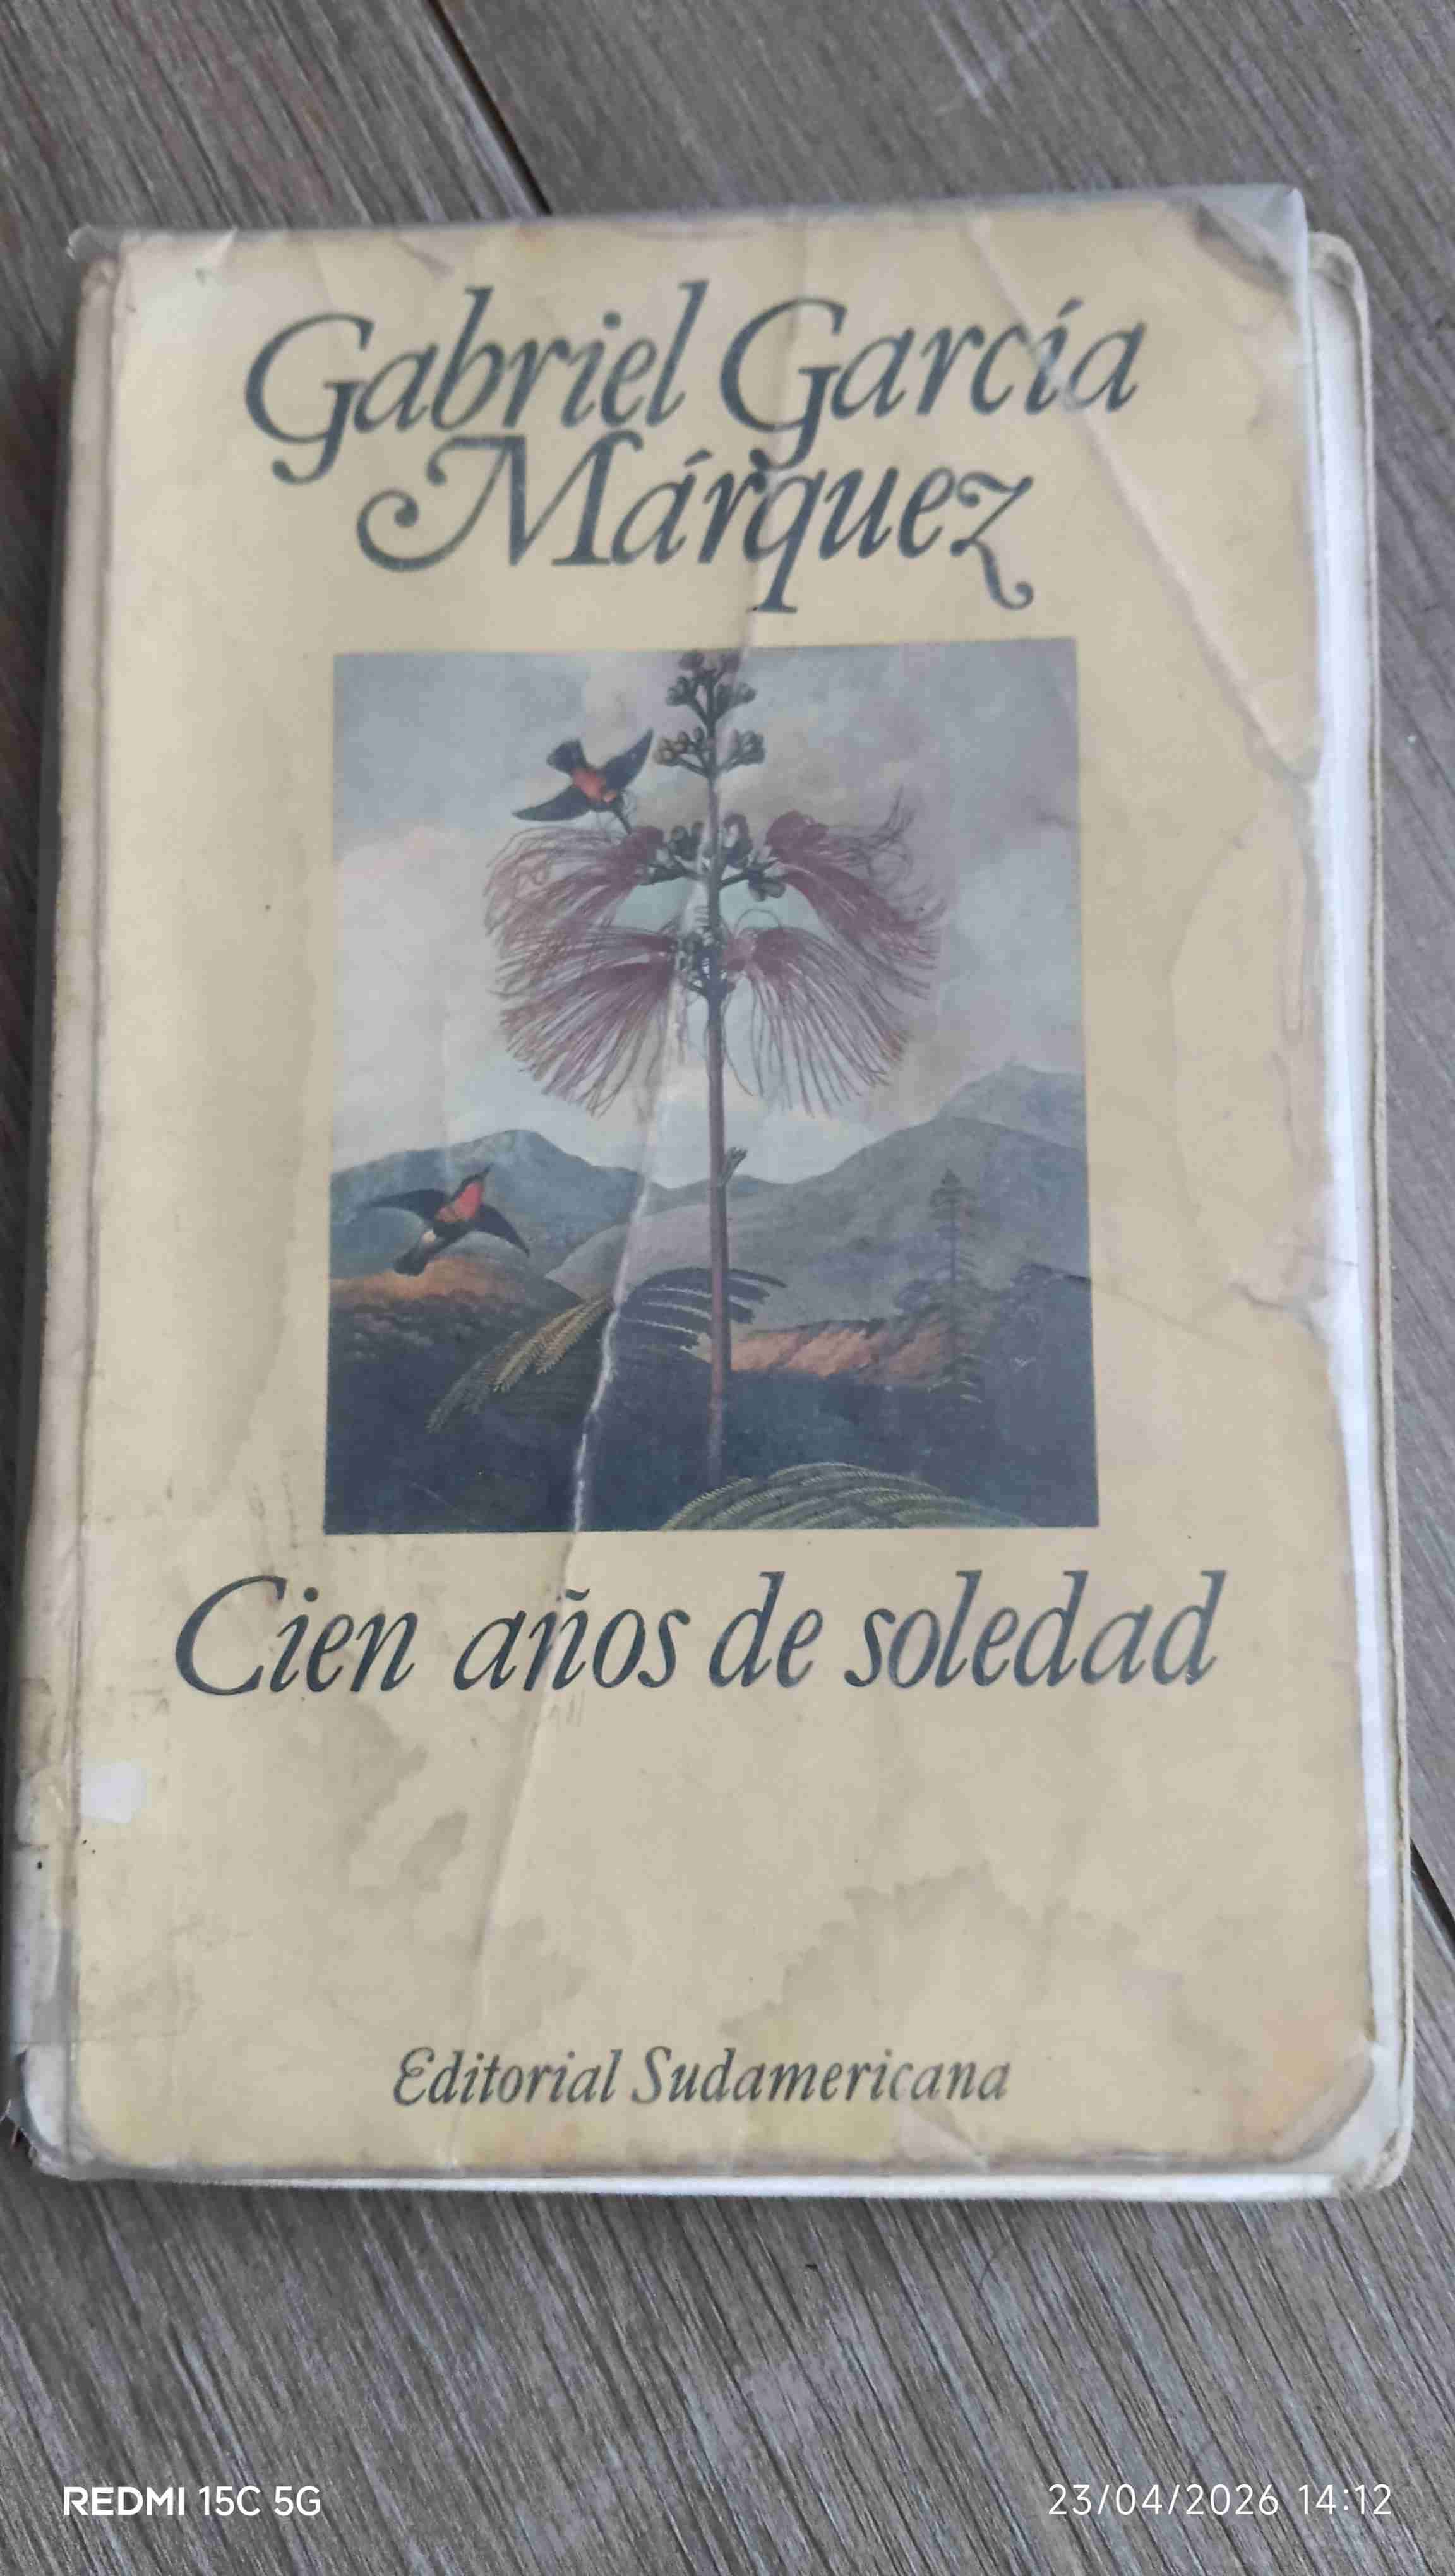 Gabriel García
Márquez
Cien años de soledad
Editorial Sudamericana
REDMI 15C 5G
23/04/2026 14:12